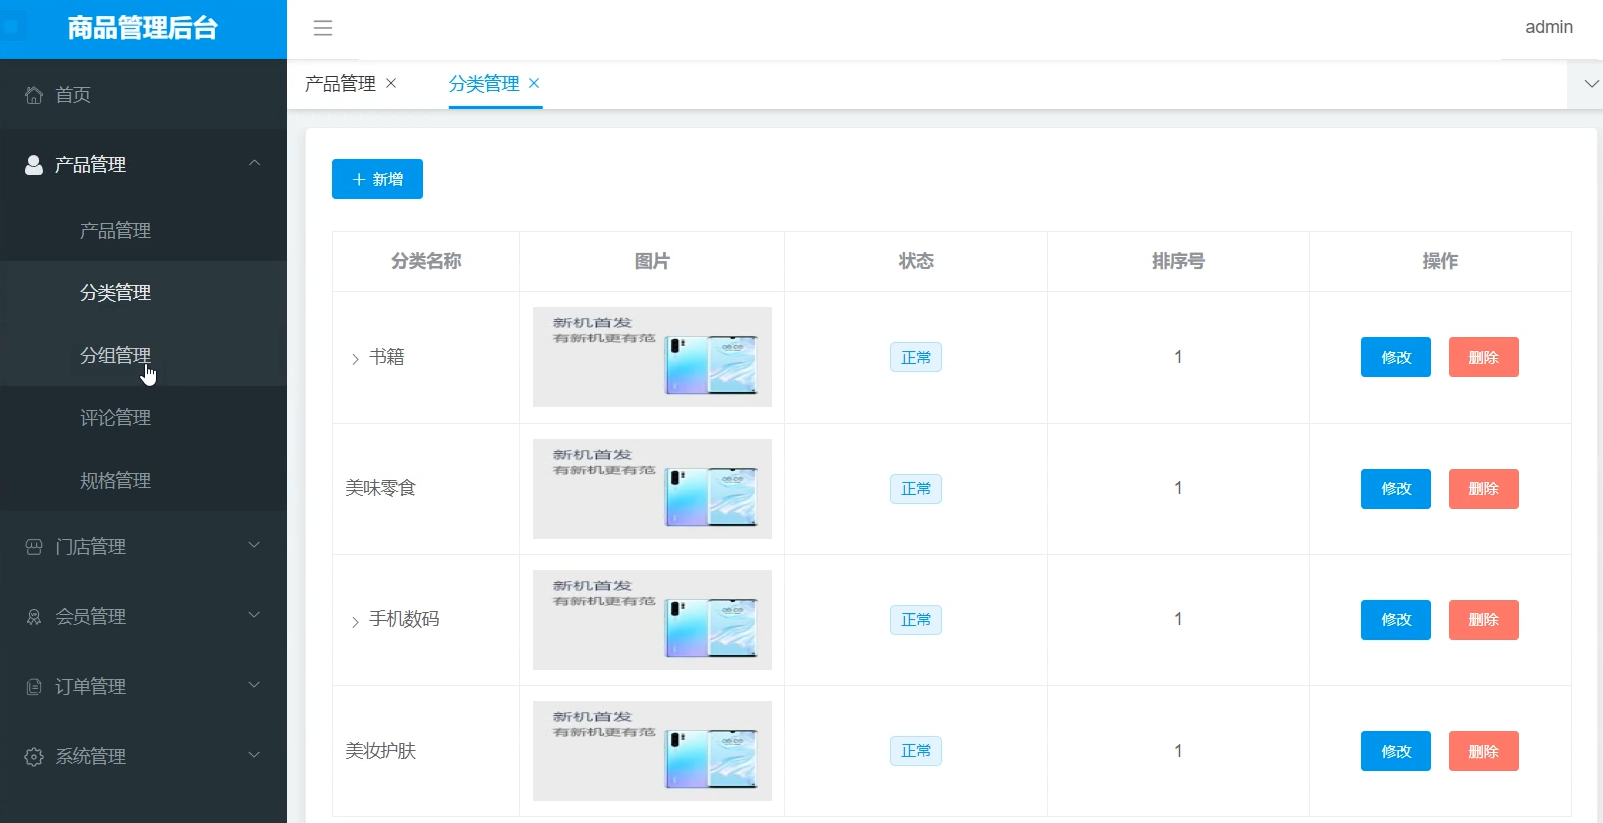 商品管理后台
admin
首页
产品管理
产品管理
分类管理
分组管理
评论管理
规格管理
门店管理
会员管理
订单管理
系统管理
产品管理
分类管理
新增
分类名称 图片 状态 排序号 操作
新机首发
有新机更有范
书籍 正常 1 修改 删除
新机首发
有新机更有范
美味零食 正常 1 修改 删除
新机首发
有新机更有范
手机数码 正常 1 修改 删除
新机首发
有新机更有范
美妆护肤 正常 1 修改 删除